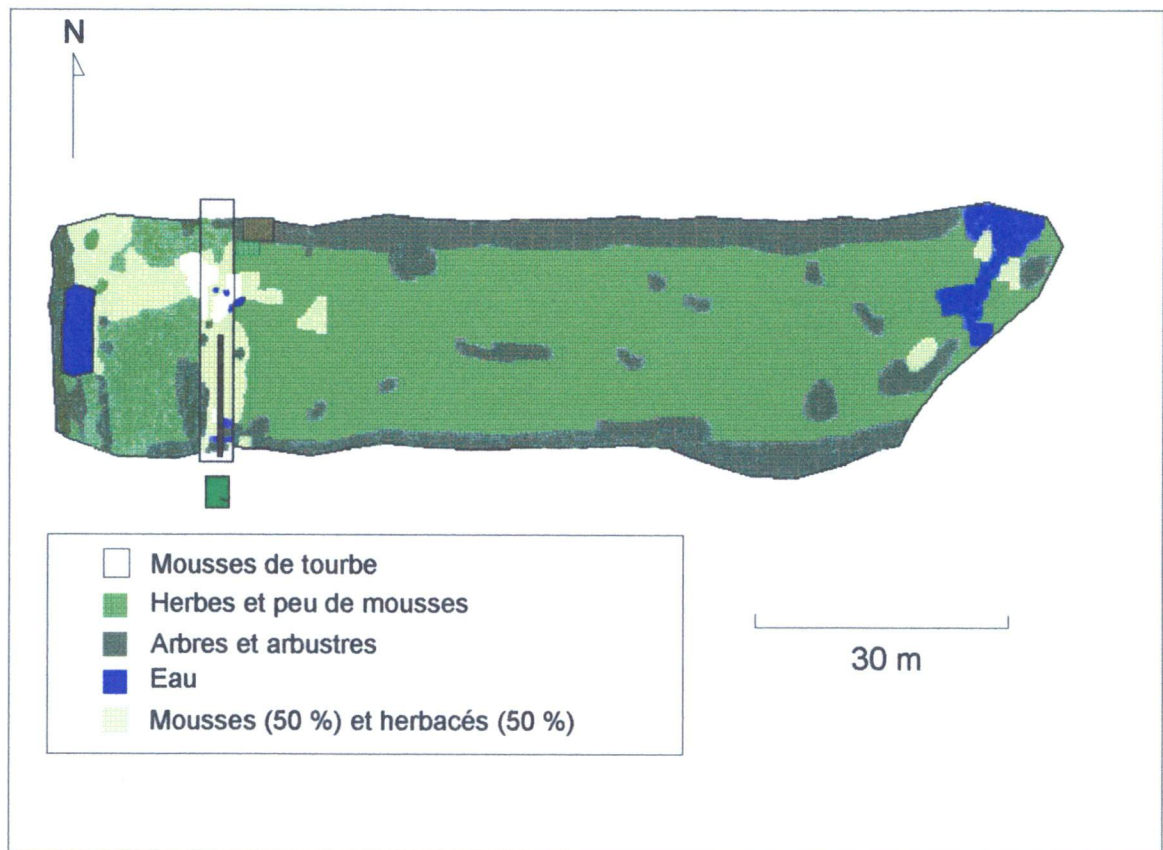 N
Mousses de tourbe
Herbes et peu de mousses
Arbres et arbustres
Eau
Mousses (50 %) et herbacés (50 %)
30 m